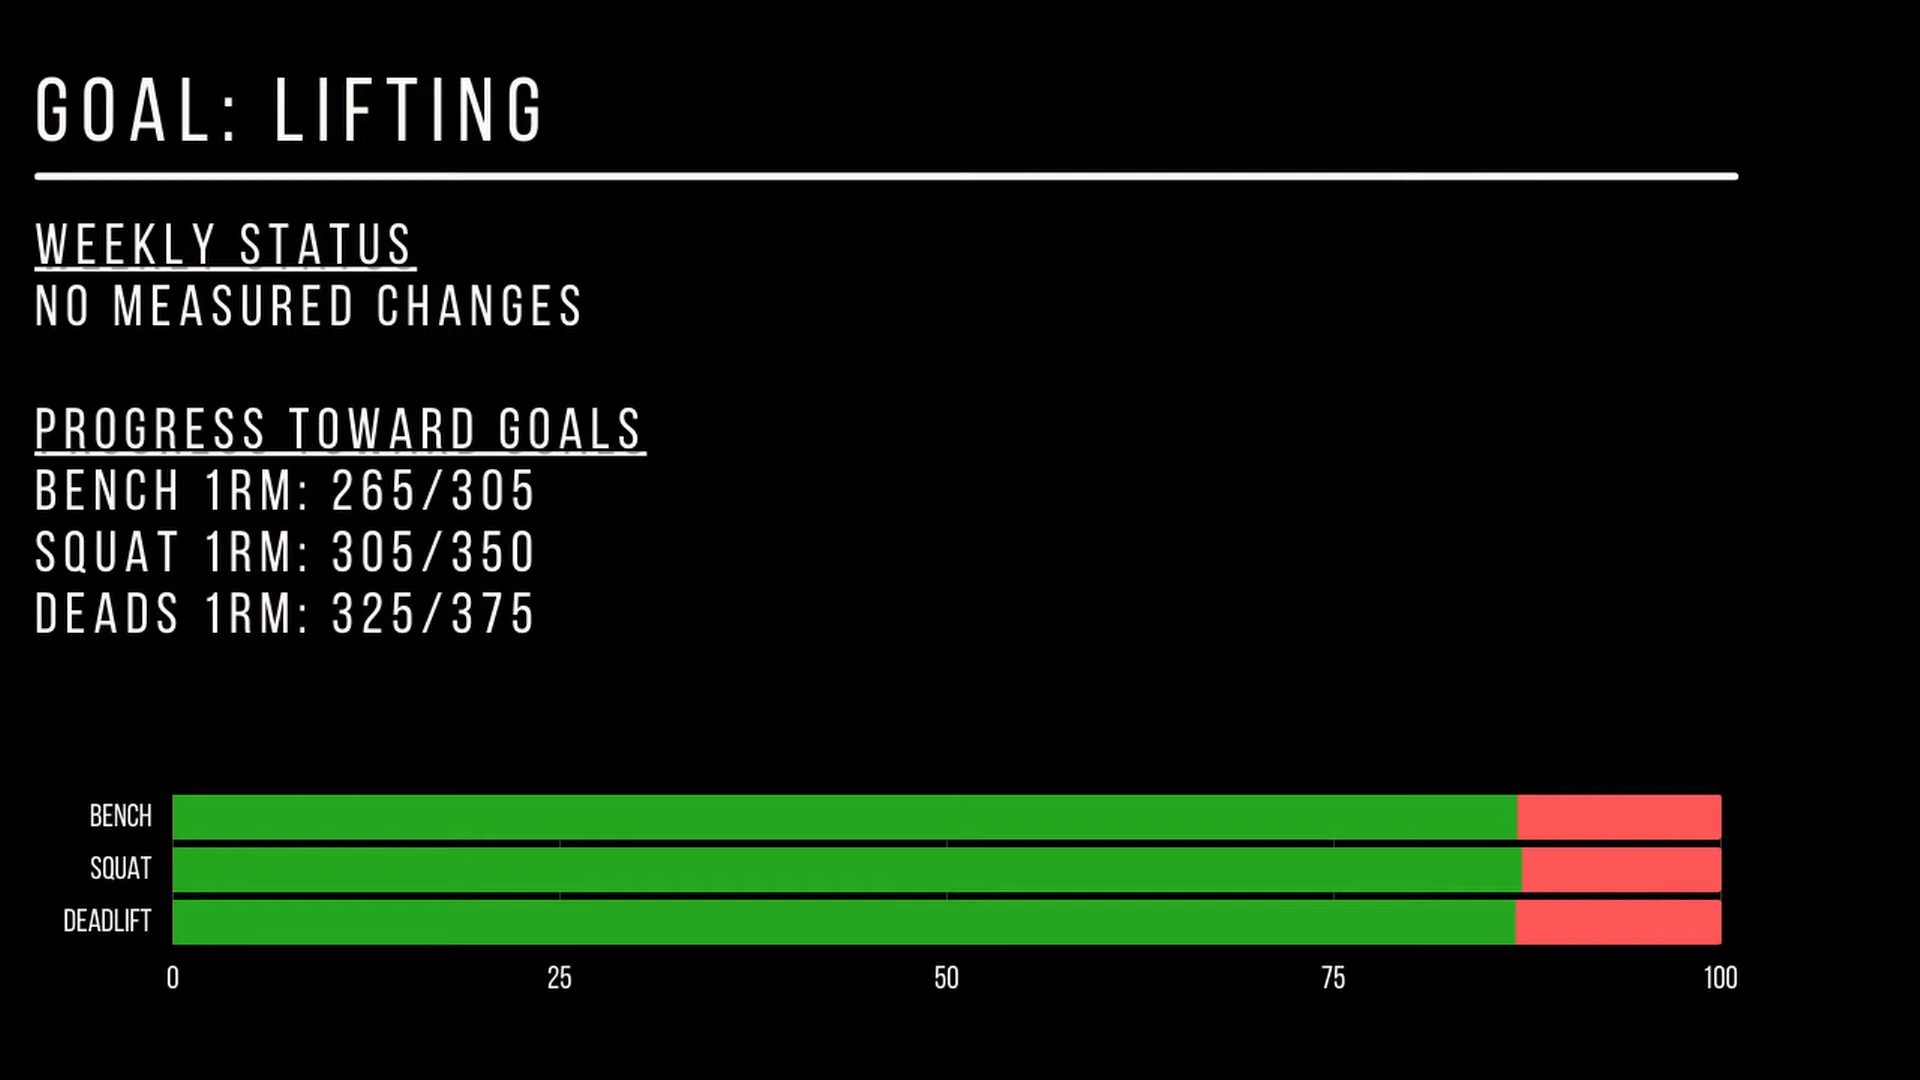 GOAL: LIFTING
WEEKLY STATUS
NO MEASURED CHANGES
PROGRESS TOWARD GOALS
BENCH 1RM: 265/305
SQUAT 1RM: 305/350
DEADS 1RM: 325/375
BENCH
SQUAT
DEADLIFT
0 25 50 75 100